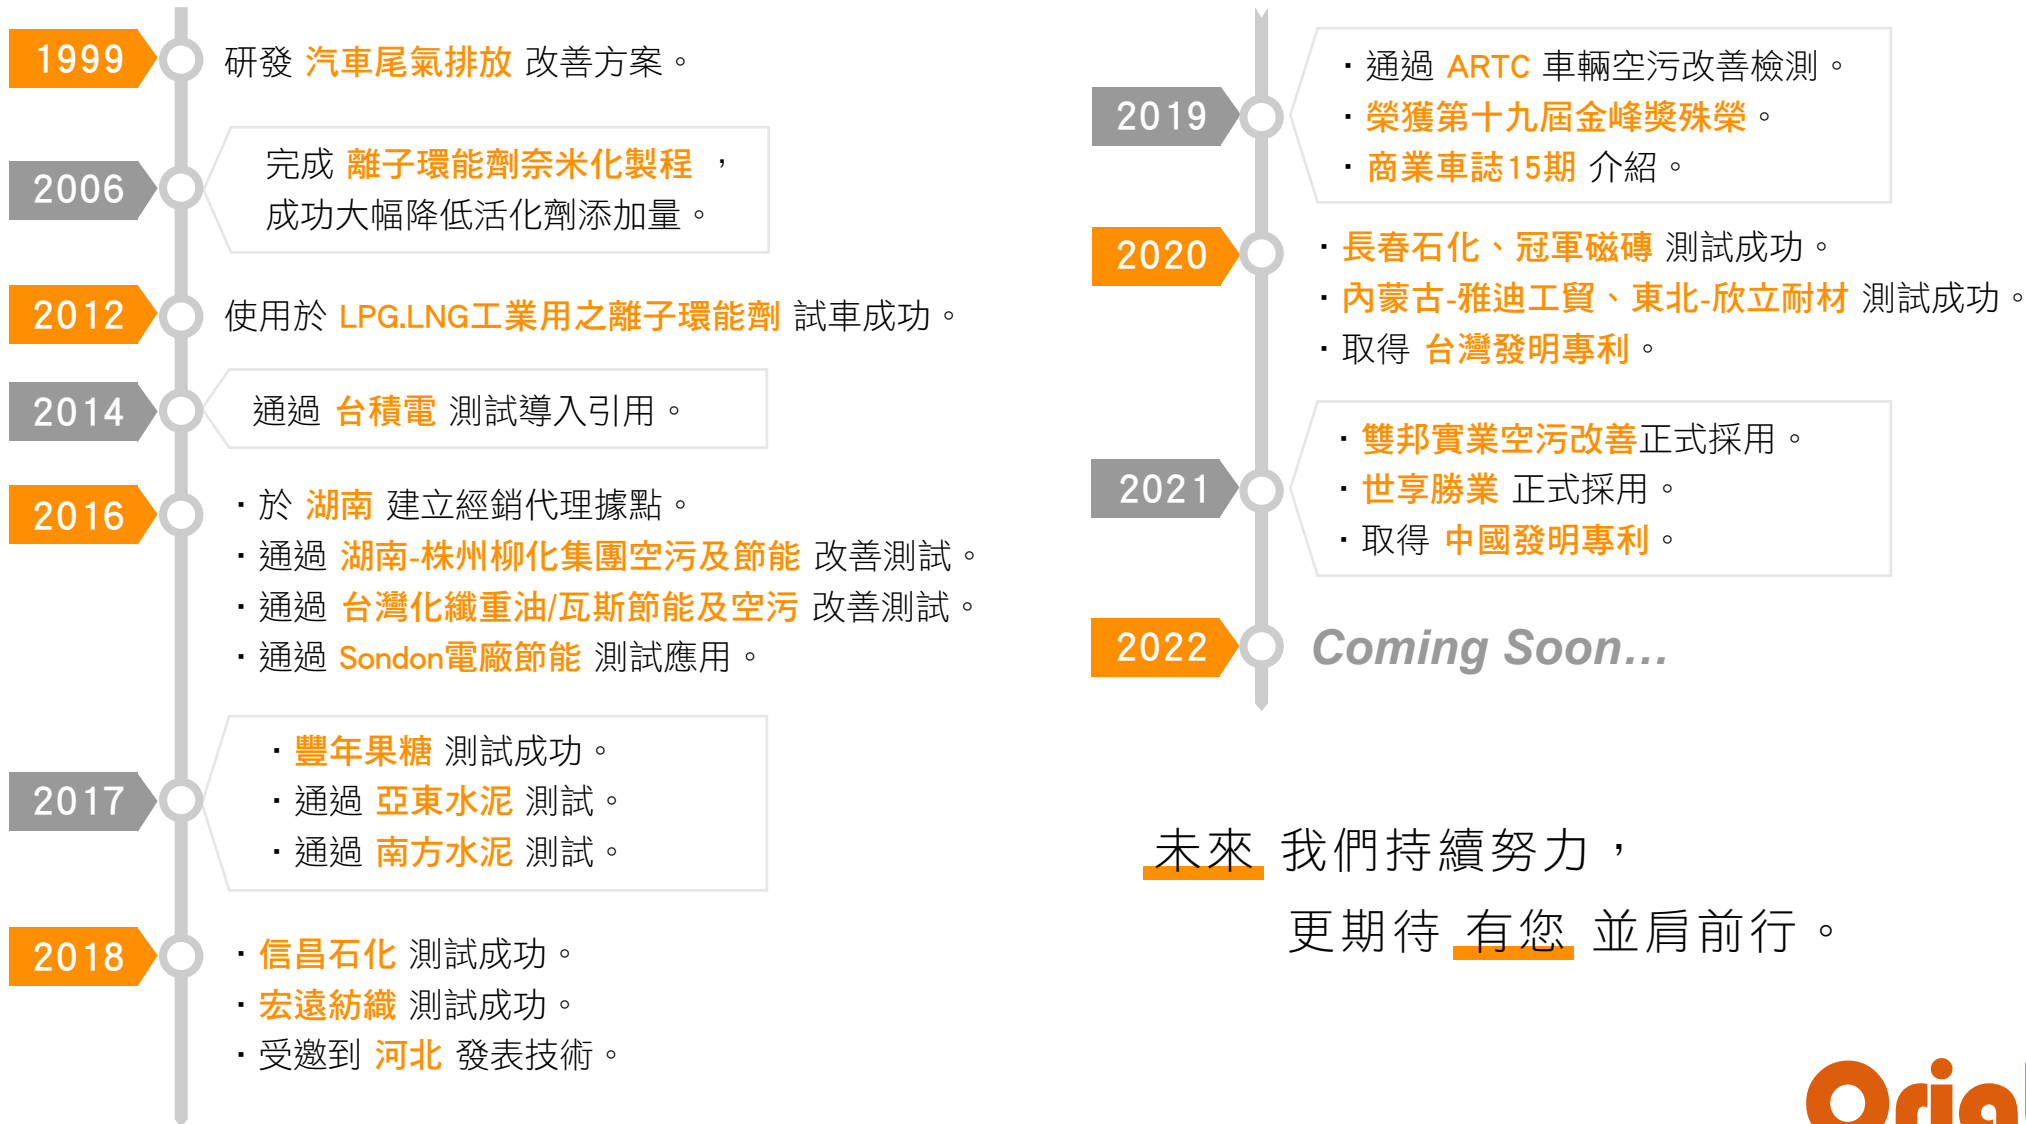 1999
研發 汽車尾氣排放 改善方案。
2006
完成 離子環能劑奈米化製程 ，
成功大幅降低活化劑添加量。
2012
使用於 LPG.LNG工業用之離子環能劑 試車成功。
2014
通過 台積電 測試導入引用。
2016
・於 湖南 建立經銷代理據點。
・通過 湖南-株州柳化集團空污及節能 改善測試。
・通過 台灣化纖重油/瓦斯節能及空污 改善測試。
・通過 Sondon電廠節能 測試應用。
2017
・豐年果糖 測試成功。
・通過 亞東水泥 測試。
・通過 南方水泥 測試。
2018
・信昌石化 測試成功。
・宏遠紡織 測試成功。
・受邀到 河北 發表技術。
2019
・通過 ARTC 車輛空污改善檢測。
・榮獲第十九屆金峰獎殊榮。
・商業車誌15期 介紹。
2020
・長春石化、冠軍磁磚 測試成功。
・內蒙古-雅迪工貿、東北-欣立耐材 測試成功。
・取得 台灣發明專利。
2021
・雙邦實業空污改善正式採用。
・世享勝業 正式採用。
・取得 中國發明專利。
2022
Coming Soon…
未來 我們持續努力，
更期待 有您 並肩前行。